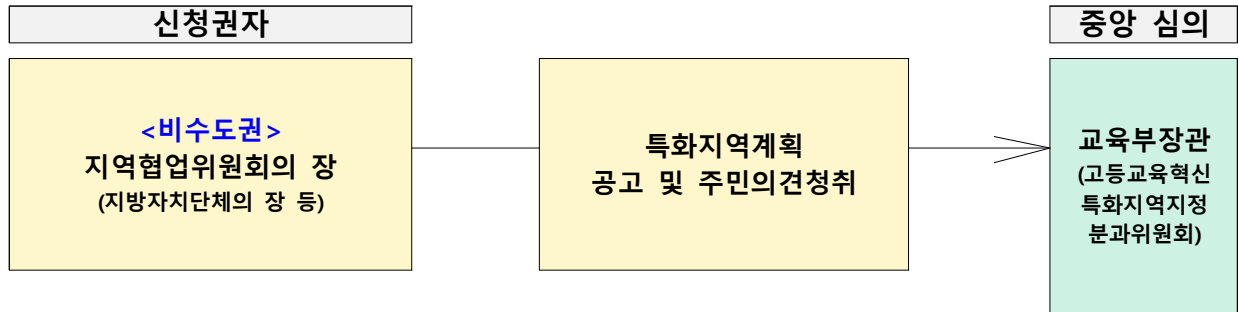 신청권자
중앙 심의
<비수도권>
지역협업위원회의 장
(지방자치단체의 장 등)
특화지역계획
공고 및 주민의견청취
교육부장관
(고등교육혁신
특화지역지정
분과위원회)